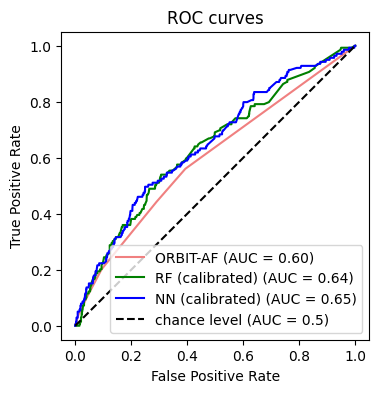 ROC curves
True Positive Rate
1.0
0.8
0.6
0.4
0.2
0.0
ORBIT-AF (AUC = 0.60)
RF (calibrated) (AUC = 0.64)
NN (calibrated) (AUC = 0.65)
chance level (AUC = 0.5)
0.0 0.2 0.4 0.6 0.8 1.0
False Positive Rate